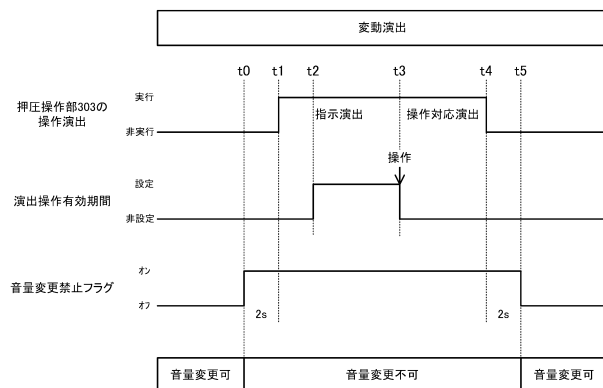 変動演出
t0 t1 t2 t3 t4 t5
押圧操作部303の
操作演出
実行
非実行
指示演出
操作対応演出
操作
演出操作有効期間
設定
非設定
音量変更禁止フラグ
オン
オフ
2s
2s
音量変更可
音量変更不可
音量変更可